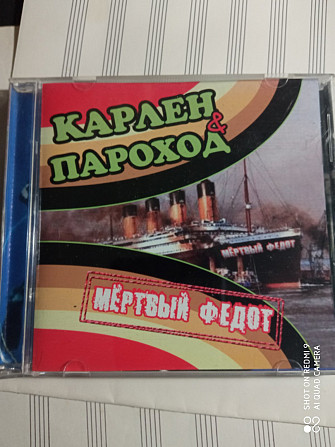 КАРЛЕН
&
ПАРОХОД
МЁРТВЫЙ ФЕДОТ
МЁРТВЫЙ ФЕДОТ
SHOT ON REDMI 9
AI QUAD CAMERA